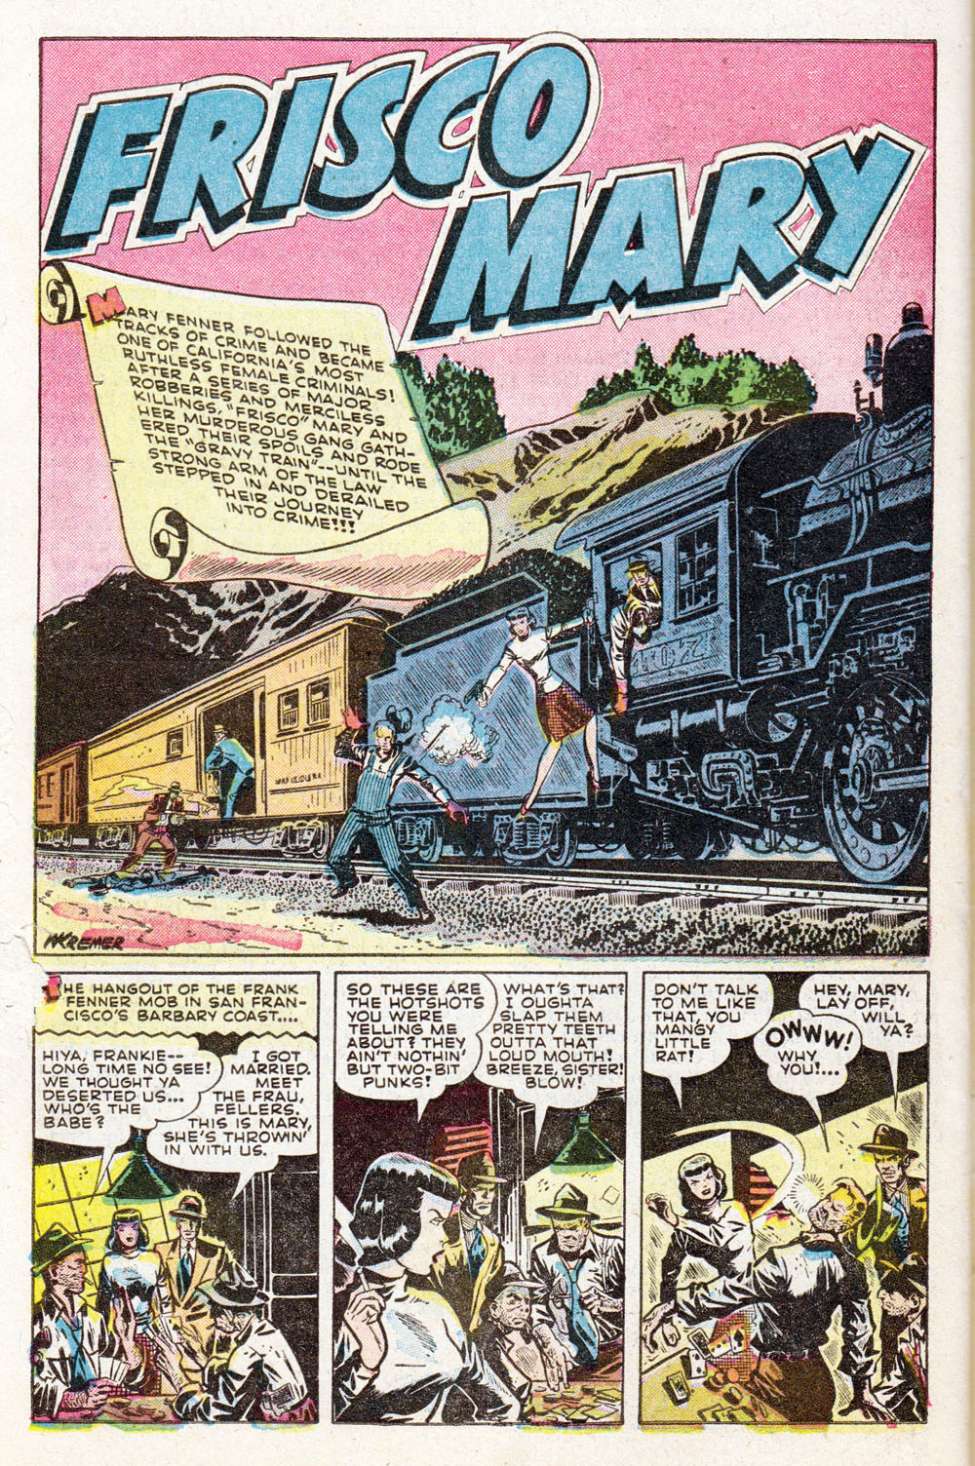 FRISCO
MARY
MARY FENNER FOLLOWED THE
TRACKS OF CRIME AND BECAME
ONE OF CALIFORNIA'S MOST
RUTHLESS FEMALE CRIMINALS!
AFTER A SERIES OF MAJOR
ROBBERIES AND MERCILESS
KILLINGS, "FRISCO" MARY AND
HER MURDEROUS GANG GATH-
ERED THEIR SPOILS AND RODE
THE "GRAVY TRAIN"--UNTIL THE
STRONG ARM OF THE LAW
STEPPED IN AND DERAILED
THEIR JOURNEY
INTO CRIME!!!
WKREMER
THE HANGOUT OF THE FRANK
FENNER MOB IN SAN FRAN-
CISCO'S BARBARY COAST....
HIYA, FRANKIE--
LONG TIME NO SEE!
WE THOUGHT YA
DESERTED US...
WHO'S THE
BABE?
I GOT
MARRIED.
MEET
THE FRAU,
FELLERS.
THIS IS MARY,
SHE'S THROWN'
IN WITH US.
SO THESE ARE
THE HOTSHOTS
YOU WERE
TELLING ME
ABOUT? THEY
AIN'T NOTHIN'
BUT TWO-BIT
PUNKS!
WHAT'S THAT?
I OUGHTA
SLAP THEM
PRETTY TEETH
OUTTA THAT
LOUD MOUTH!
BREEZE, SISTER!
BLOW!
DON'T TALK
TO ME LIKE
THAT, YOU
MANGY
LITTLE
RAT!
OWWW!
WHY,
YOU!...
HEY, MARY,
LAY OFF,
WILL
YA?